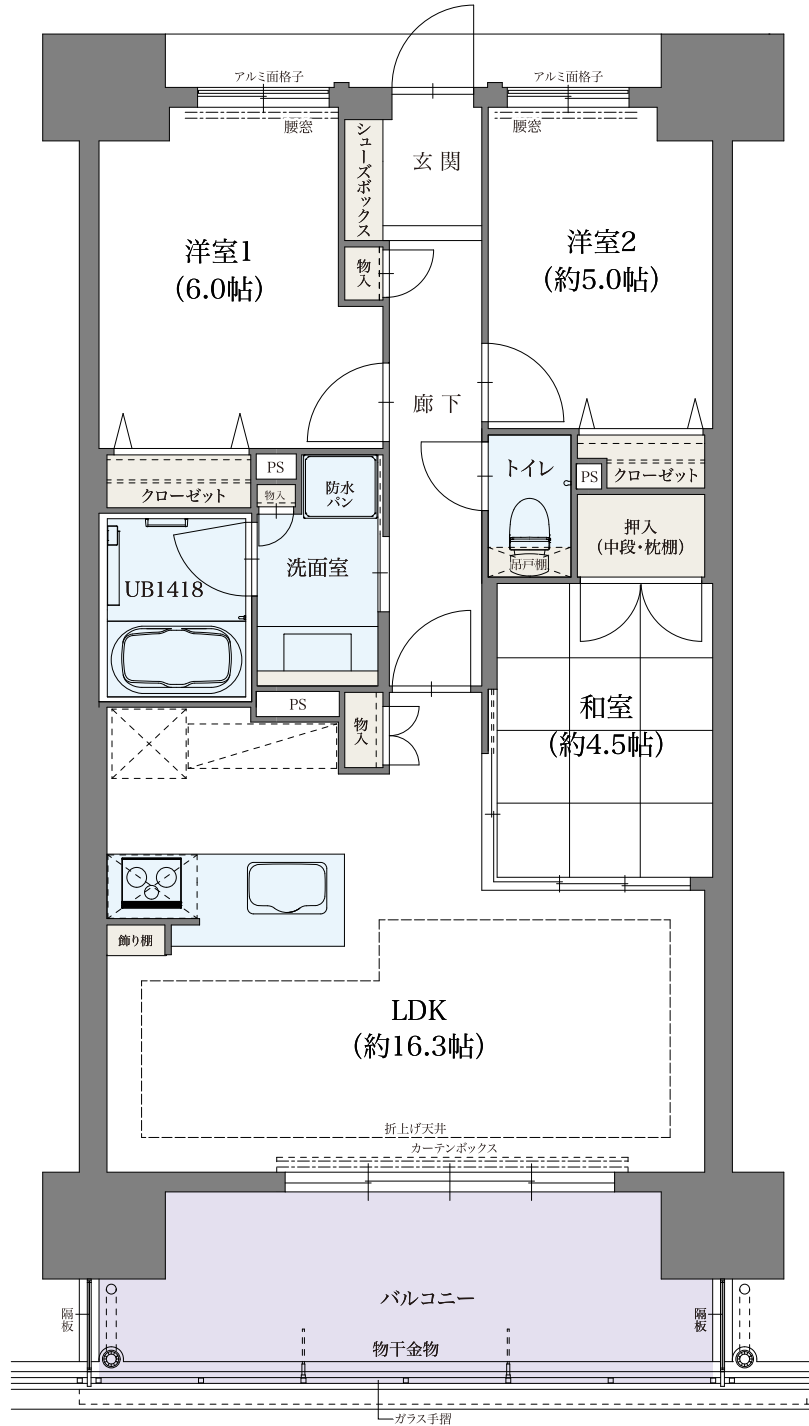 アルミ面格子
アルミ面格子
腰窓
腰窓
シューズボックス
玄関
洋室1
(6.0帖)
洋室2
(約5.0帖)
物入
廊下
PS
防水
パン
トイレ
クローゼット
PS
クローゼット
物入
押入
(中段・枕棚)
吊戸棚
洗面室
UB1418
PS
物入
和室
(約4.5帖)
飾り棚
LDK
(約16.3帖)
折上げ天井
カーテンボックス
バルコニー
隔板
隔板
物干金物
ガラス手摺